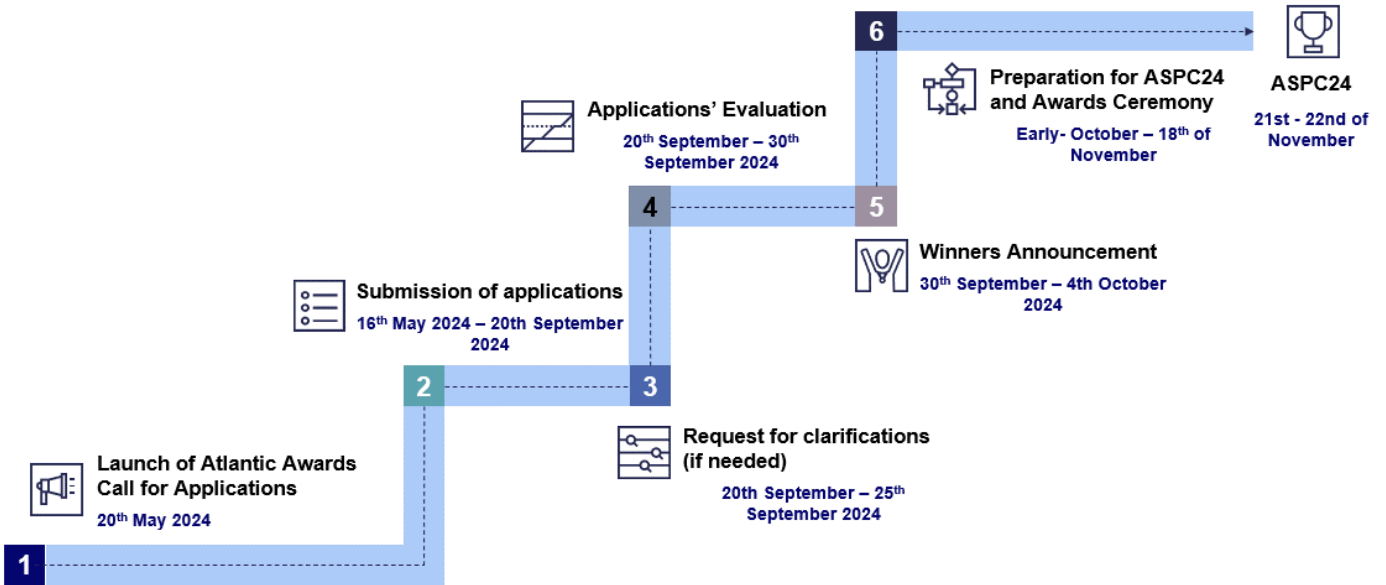 1
Launch of Atlantic Awards
Call for Applications
20th May 2024
2
Submission of applications
16th May 2024 – 20th September
2024
3
Request for clarifications
(if needed)
20th September – 25th
September 2024
4
Applications’ Evaluation
20th September – 30th
September 2024
5
Winners Announcement
30th September – 4th October
2024
6
Preparation for ASPC24
and Awards Ceremony
Early- October – 18th of
November
ASPC24
21st - 22nd of
November